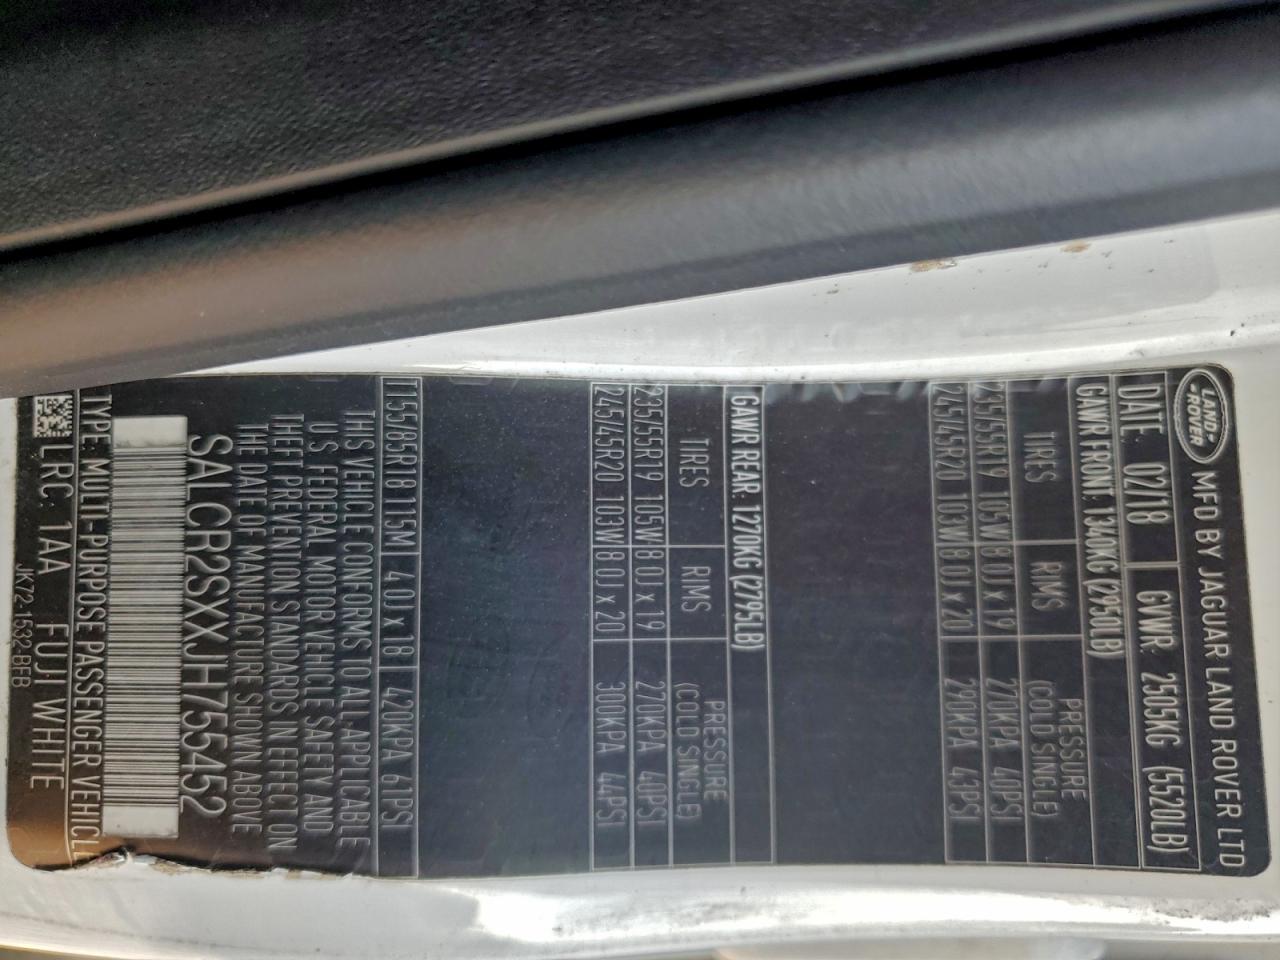 LAND ROVER MFD BY JAGUAR LAND ROVER LTD
DATE 02/18 GVWR: 2505KG (5520LB)
GAWR FRONT: 1340KG (2950LB)
TIRES RIMS PRESSURE (COLD SINGLE)
235/55R19 105W 8.0J x 19 270KPA 40PSI
245/45R20 103W 8.0J x 20 290KPA 43PSI
GAWR REAR: 1270KG (2795LB)
TIRES RIMS PRESSURE (COLD SINGLE)
235/55R19 105W 8.0J x 19 270KPA 40PSI
245/45R20 103W 8.0J x 20 300KPA 44PSI
T155/85R18 115M 4.0J x 18 420KPA 61PSI
THIS VEHICLE CONFORMS TO ALL APPLICABLE
U.S. FEDERAL MOTOR VEHICLE SAFETY AND
THEFT PREVENTION STANDARDS IN EFFECT ON
THE DATE OF MANUFACTURE SHOWN ABOVE
SALCR2SXXJH755452
TYPE: MULTI-PURPOSE PASSENGER VEHICLE
LRC: 1AA FUJI WHITE
JK72-1532-BFB